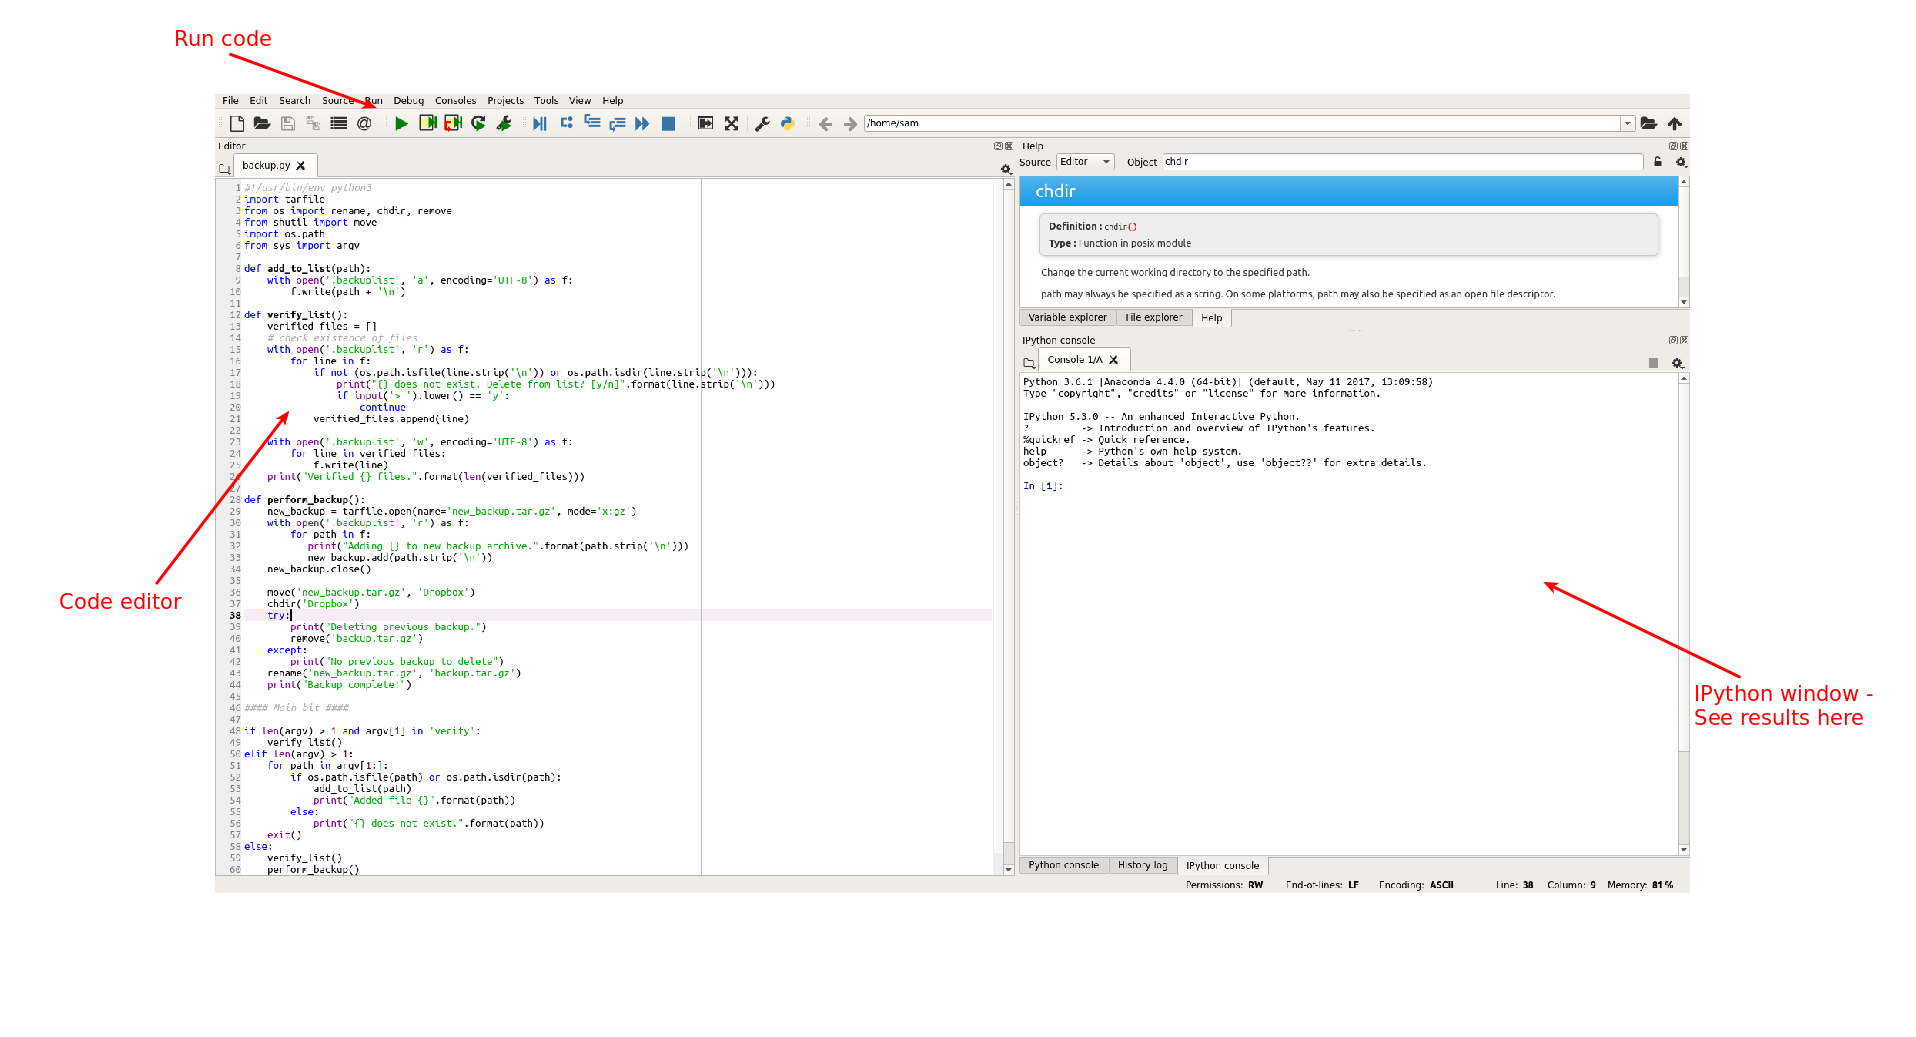 Run code
File Edit Search Source Run Debug Consoles Projects Tools View Help
/home/sam
Editor
backup.py
1 #!/usr/bin/env python3
2 import tarfile
3 from os import rename, chdir, remove
4 from shutil import move
5 import os.path
6 from sys import argv
7
8 def add_to_list(path):
9     with open('.backuplist', 'a', encoding='UTF-8') as f:
10         f.write(path + '\n')
11
12 def verify_list():
13     verified_files = []
14     # check existence of files
15     with open('.backuplist', 'r') as f:
16         for line in f:
17             if not (os.path.isfile(line.strip('\n')) or os.path.isdir(line.strip('\n'))):
18                 print("{} does not exist. Delete from list? [y/n]".format(line.strip('\n')))
19                 if input('> ').lower() == 'y':
20                     continue
21             verified_files.append(line)
22
23     with open('.backuplist', 'w', encoding='UTF-8') as f:
24         for line in verified_files:
25             f.write(line)
26     print("Verified {} files.".format(len(verified_files)))
27
28 def perform_backup():
29     new_backup = tarfile.open(name='new_backup.tar.gz', mode='x:gz')
30     with open('.backuplist', 'r') as f:
31         for path in f:
32            print("Adding {} to new backup archive.".format(path.strip('\n')))
33            new_backup.add(path.strip('\n'))
34     new_backup.close()
35
36     move('new_backup.tar.gz', 'Dropbox')
37     chdir('Dropbox')
38     try:
39         print("Deleting previous backup.")
40         remove('backup.tar.gz')
41     except:
42         print("No previous backup to delete")
43     rename('new_backup.tar.gz', 'backup.tar.gz')
44     print("Backup complete!")
45
46 #### Main bit ####
47
48 if len(argv) > 1 and argv[1] in 'verify':
49     verify_list()
50 elif len(argv) > 1:
51     for path in argv[1:]:
52         if os.path.isfile(path) or os.path.isdir(path):
53             add_to_list(path)
54             print("Added file {}".format(path))
55         else:
56             print("{} does not exist.".format(path))
57     exit()
58 else:
59     verify_list()
60     perform_backup()
Code editor
Help
Source Editor Object chdir
chdir
Definition : chdir()
Type : Function in posix module
Change the current working directory to the specified path.
path may always be specified as a string. On some platforms, path may also be specified as an open file descriptor.
Variable explorer File explorer Help
IPython console
Console 1/A
Python 3.6.1 |Anaconda 4.4.0 (64-bit)| (default, May 11 2017, 13:09:58)
Type "copyright", "credits" or "license" for more information.
IPython 5.3.0 -- An enhanced Interactive Python.
?         -> Introduction and overview of IPython's features.
%quickref -> Quick reference.
help      -> Python's own help system.
object?   -> Details about 'object', use 'object??' for extra details.
In [1]:
IPython window -
See results here
Python console History log IPython console
Permissions: RW End-of-lines: LF Encoding: ASCII Line: 38 Column: 9 Memory: 81 %